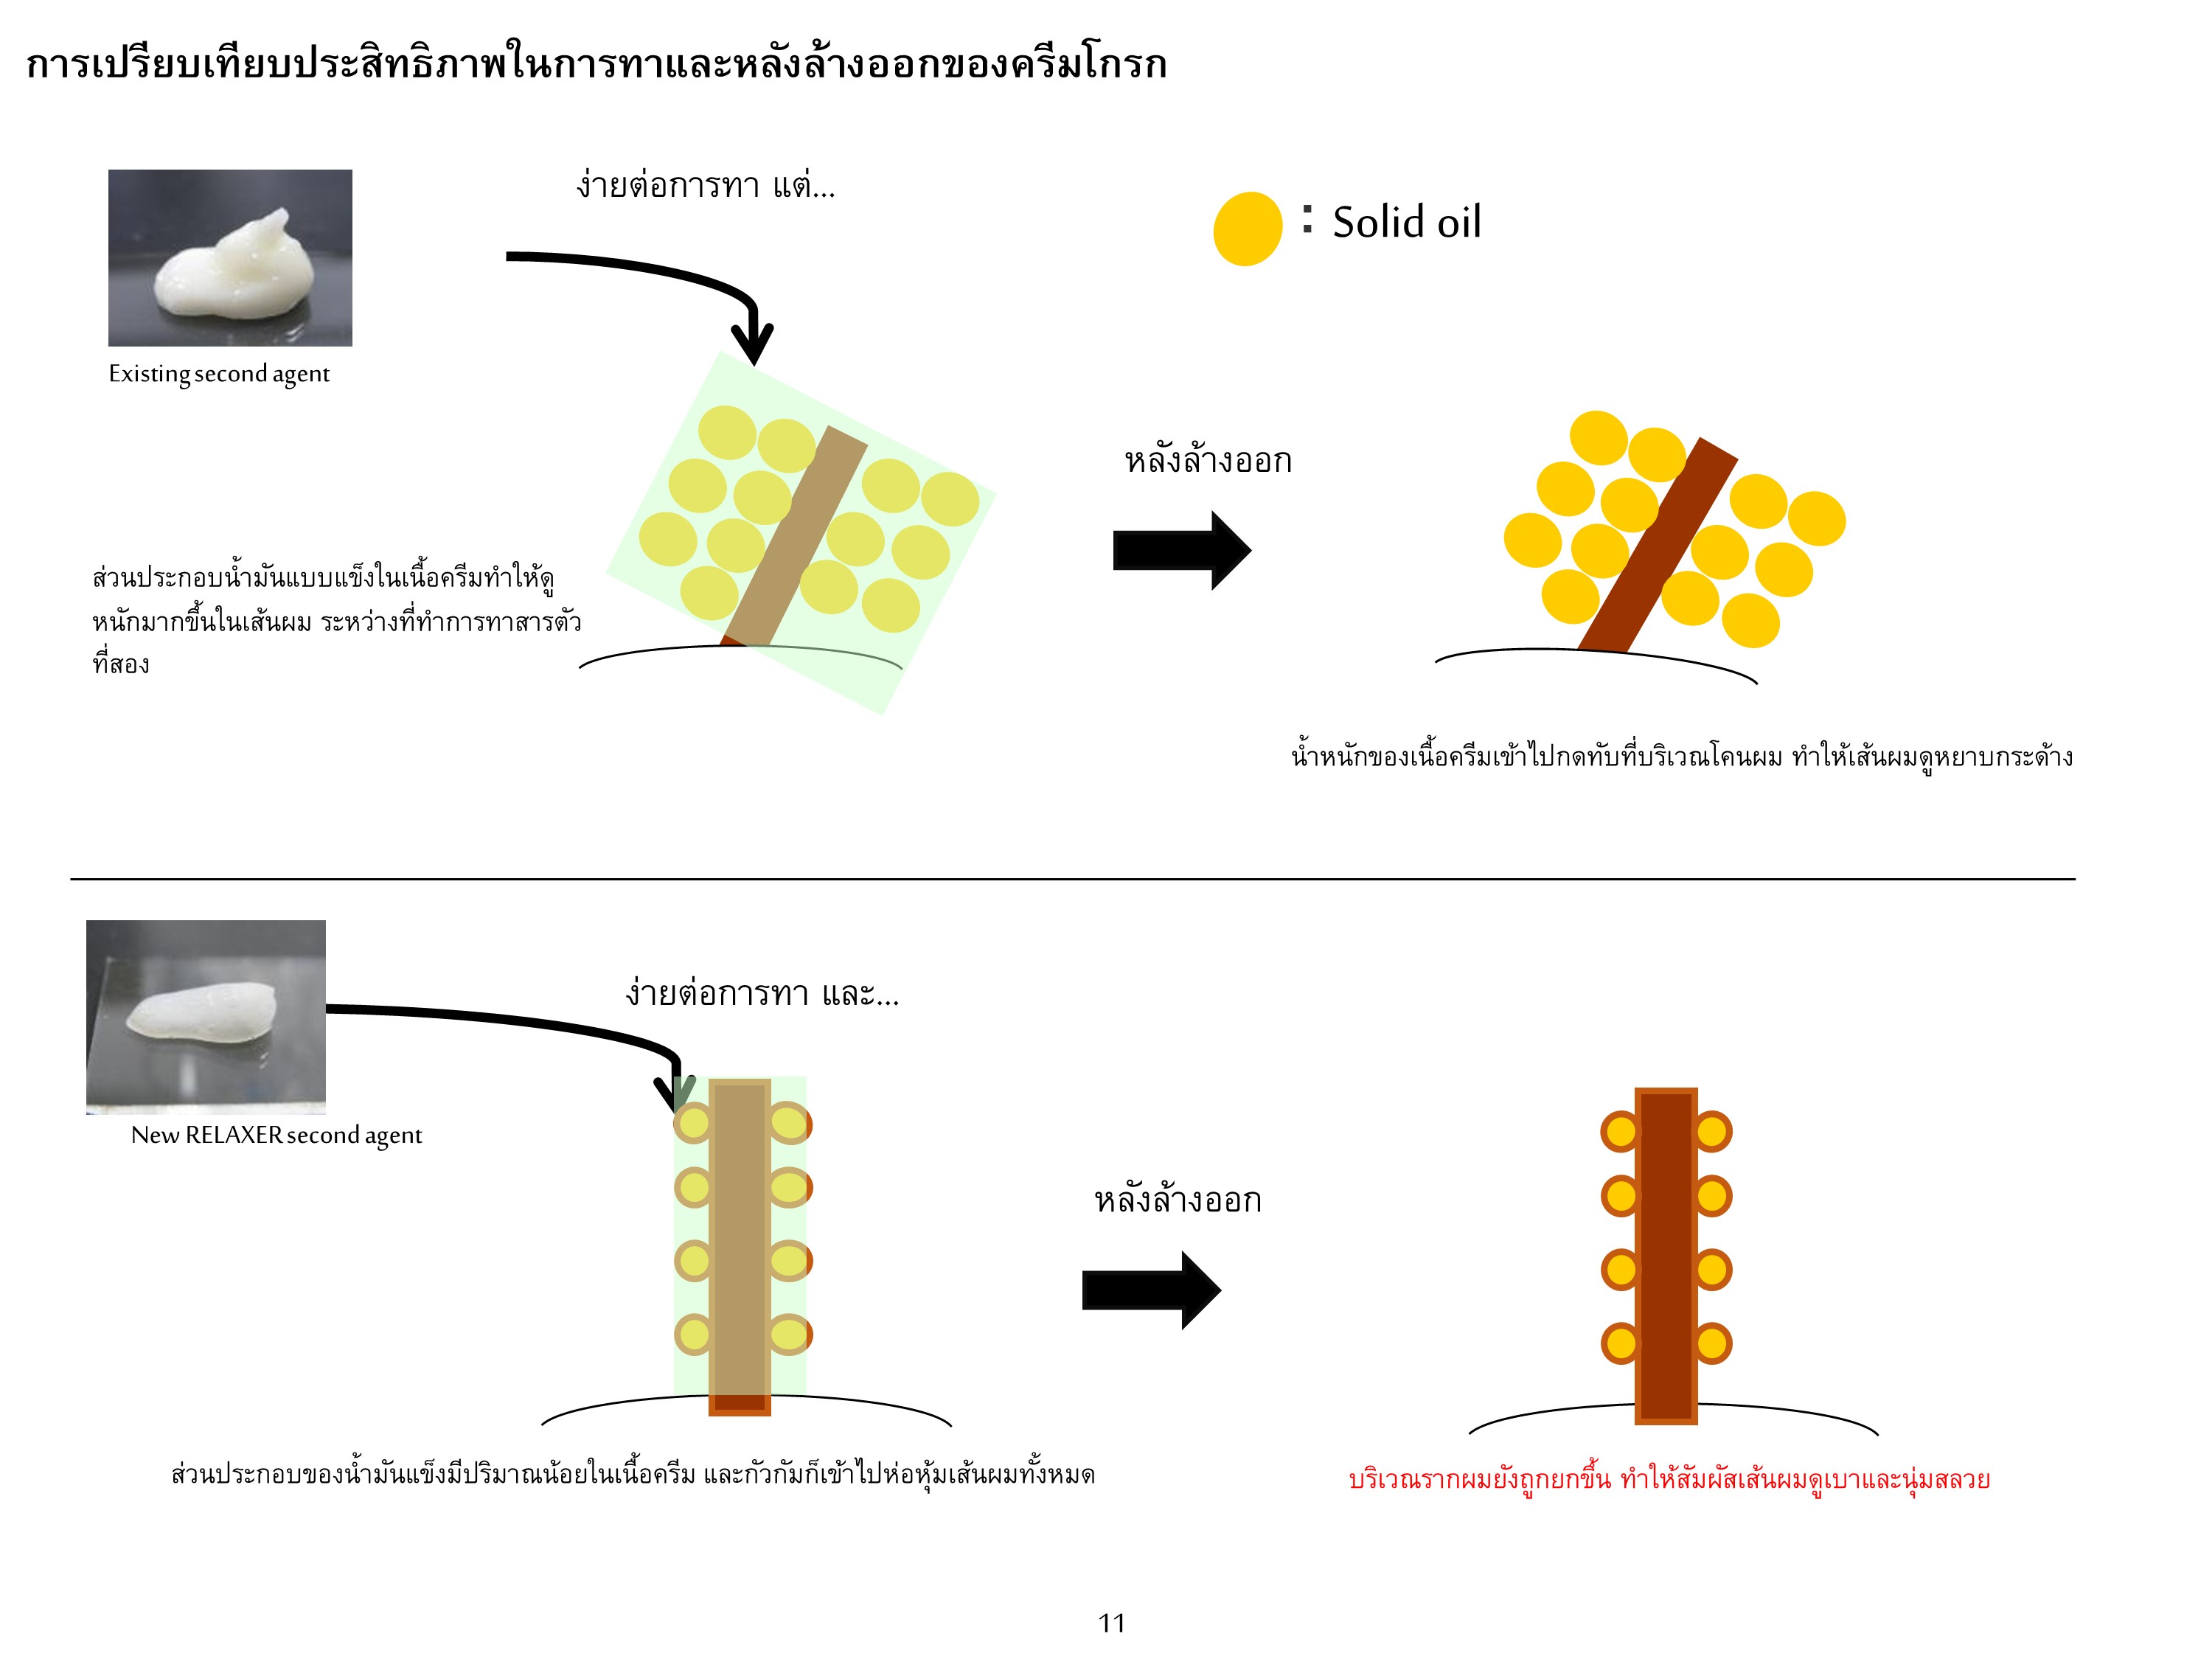 การเปรียบเทียบประสิทธิภาพในการทาและหลังล้างออกของครีมโกรก
ง่ายต่อการทา แต่...
: Solid oil
Existing second agent
หลังล้างออก
ส่วนประกอบน้ำมันแบบแข็งในเนื้อครีมทำให้ดู
หนักมากขึ้นในเส้นผม ระหว่างที่ทำการทาสารตัว
ที่สอง
น้ำหนักของเนื้อครีมเข้าไปกดทับที่บริเวณโคนผม ทำให้เส้นผมดูหยาบกระด้าง
ง่ายต่อการทา และ...
New RELAXER second agent
หลังล้างออก
ส่วนประกอบของน้ำมันแข็งมีปริมาณน้อยในเนื้อครีม และกัวกัมก็เข้าไปห่อหุ้มเส้นผมทั้งหมด
บริเวณรากผมยังถูกยกขึ้น ทำให้สัมผัสเส้นผมดูเบาและนุ่มสลวย
11